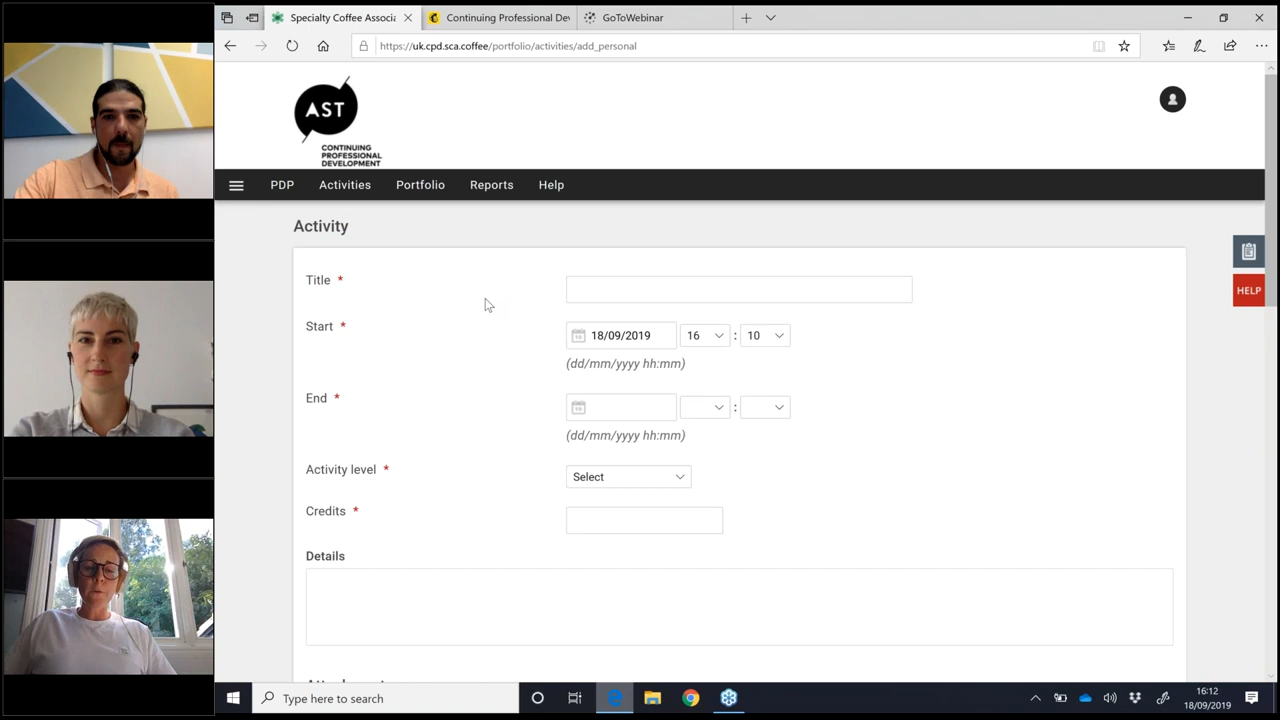 Specialty Coffee Associa
Continuing Professional Dev
GoToWebinar
https://uk.cpd.sca.coffee/portfolio/activities/add_personal
AST
CONTINUING
PROFESSIONAL
DEVELOPMENT
PDP Activities Portfolio Reports Help
Activity
Title *
Start * 18/09/2019 16 : 10
(dd/mm/yyyy hh:mm)
End * :
(dd/mm/yyyy hh:mm)
Activity level * Select
Credits *
Details
HELP
Type here to search
16:12
18/09/2019